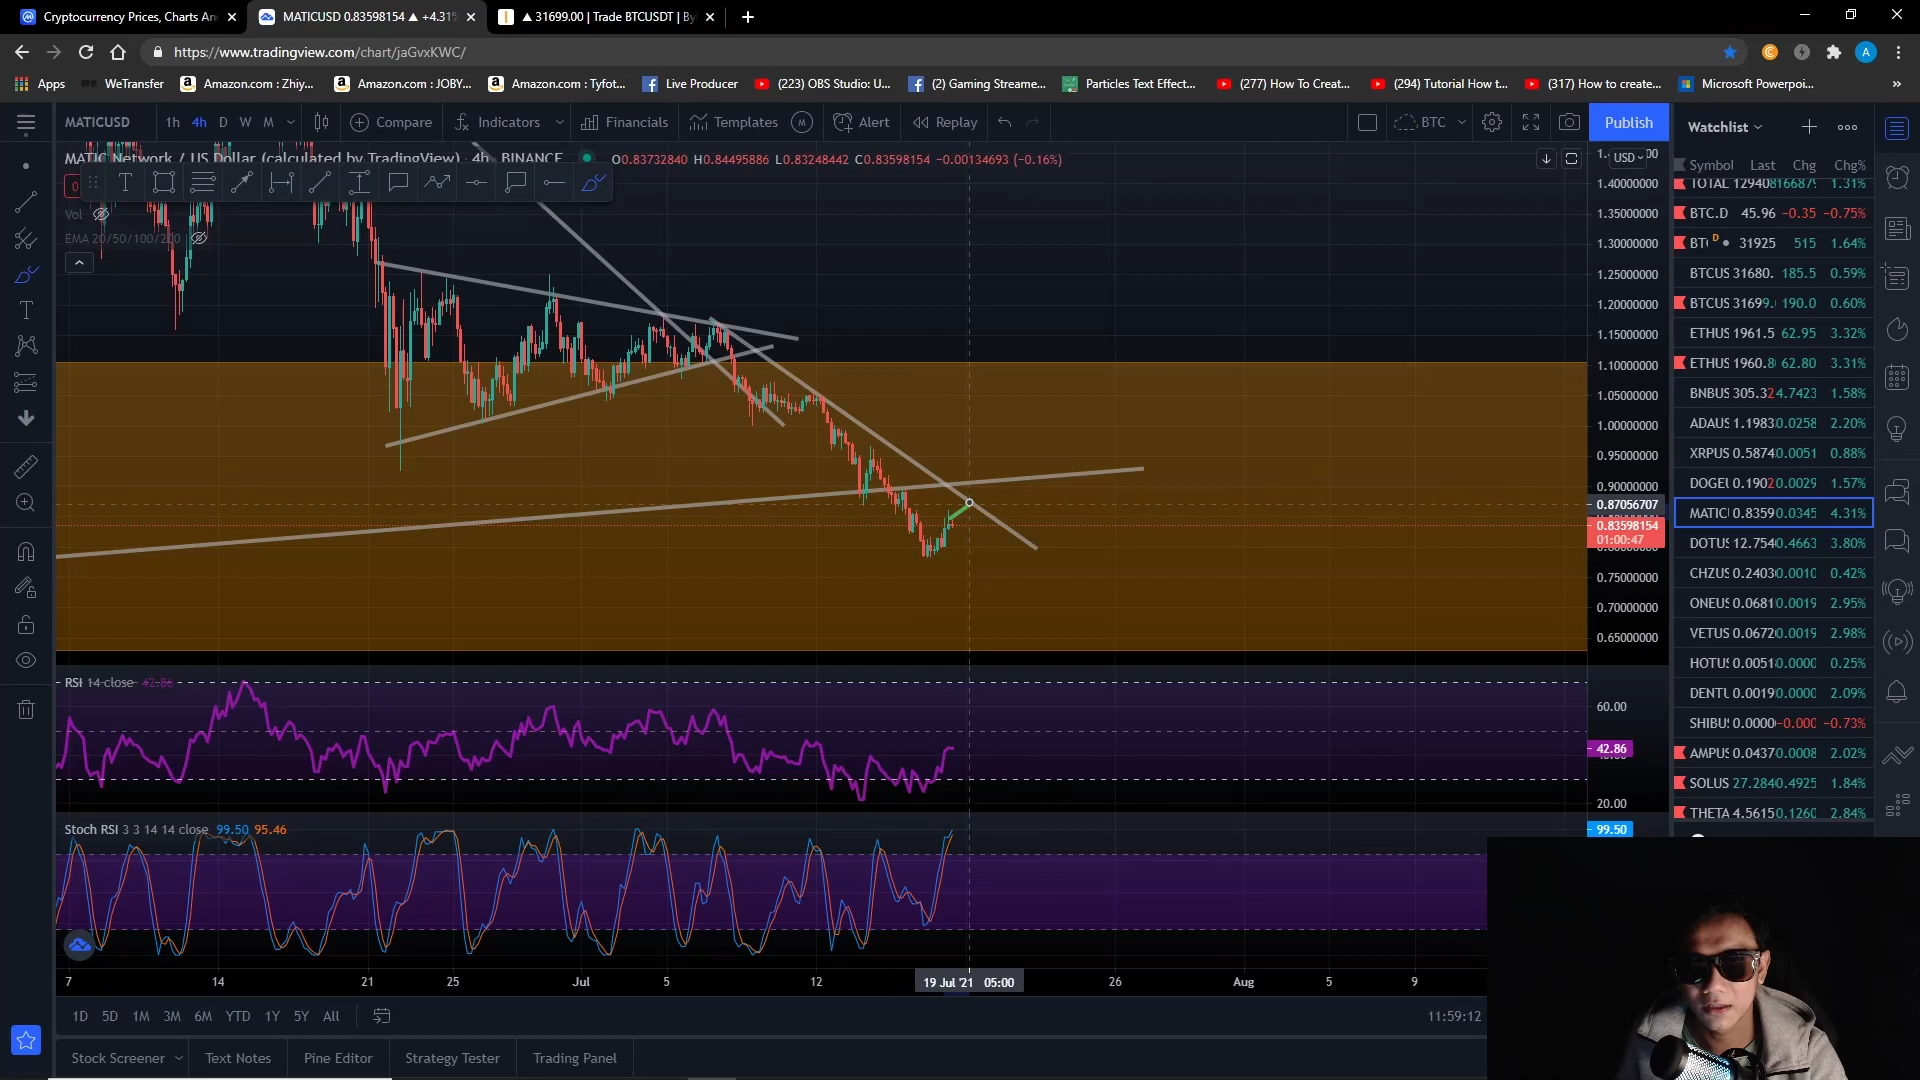 Cryptocurrency Prices, Charts An
MATICUSD 0.83598154 ▲ +4.31%
▲ 31699.00 | Trade BTCUSDT | By
https://www.tradingview.com/chart/jaGvxKWC/
Apps
WeTransfer
Amazon.com : Zhiy...
Amazon.com : JOBY...
Amazon.com : Tyfot...
Live Producer
(223) OBS Studio: U...
(2) Gaming Streame...
Particles Text Effect...
(277) How To Creat...
(294) Tutorial How t...
(317) How to create...
Microsoft Powerpoi...
MATICUSD 1h 4h D W M Compare Indicators Financials Templates M Alert Replay BTC Publish
Watchlist
MATIC Network / US Dollar (calculated by TradingView) · 4h · BINANCE
O0.83732840 H0.84495886 L0.83248442 C0.83598154 −0.00134693 (−0.16%)
USD
Vol
EMA 20/50/100/200
1.40000000
1.35000000
1.30000000
1.25000000
1.20000000
1.15000000
1.10000000
1.05000000
1.00000000
0.95000000
0.90000000
0.87056707
0.83598154
01:00:47
0.75000000
0.70000000
0.65000000
RSI 14 close 42.86
60.00
42.86
20.00
Stoch RSI 3 3 14 14 close 99.50 95.46
99.50
7 14 21 25 Jul 5 12 19 Jul '21 05:00 26 Aug 5 9
1D 5D 1M 3M 6M YTD 1Y 5Y All
11:59:12
Stock Screener Text Notes Pine Editor Strategy Tester Trading Panel
Symbol Last Chg Chg%
TOTAL 1.31%
BTC.D 45.96 −0.35 −0.75%
31925 515 1.64%
BTCUS 31680. 185.5 0.59%
BTCUS 31699. 190.0 0.60%
ETHUS 1961.5 62.95 3.32%
ETHUS 1960.8 62.80 3.31%
BNBUS 305.32 4.7423 1.58%
ADAUS 1.1983 0.0258 2.20%
XRPUS 0.5874 0.0051 0.88%
DOGEU 0.1902 0.0029 1.57%
MATICI 0.8359 0.0345 4.31%
DOTUS 12.754 0.4663 3.80%
CHZUS 0.2403 0.0010 0.42%
ONEUS 0.0681 0.0019 2.95%
VETUS 0.0672 0.0019 2.98%
HOTUS 0.0051 0.0000 0.25%
DENTU 0.0019 0.0000 2.09%
SHIBUS 0.0000 −0.000 −0.73%
AMPUS 0.0437 0.0008 2.02%
SOLUS 27.284 0.4925 1.84%
THETA 4.5615 0.1260 2.84%